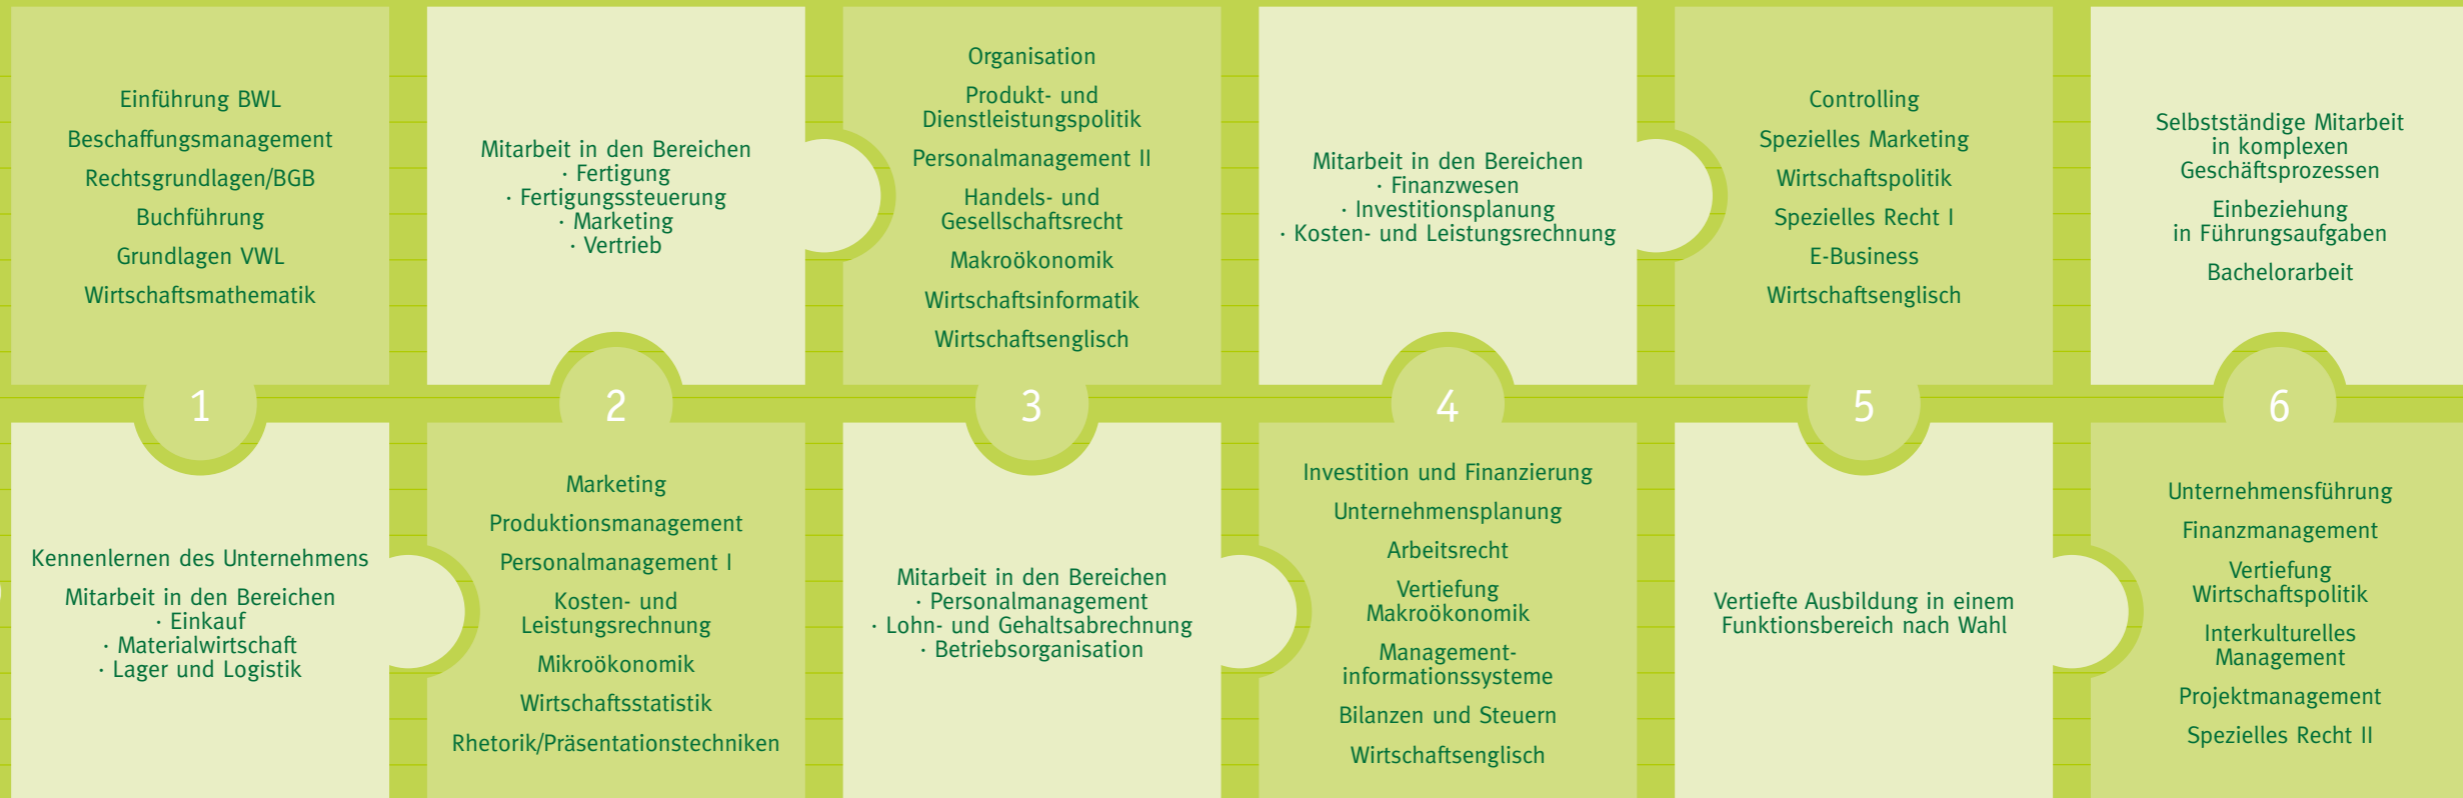 Einführung BWL
Beschaffungsmanagement
Rechtsgrundlagen/BGB
Buchführung
Grundlagen VWL
Wirtschaftsmathematik
1
Kennenlernen des Unternehmens
Mitarbeit in den Bereichen
· Einkauf
· Materialwirtschaft
· Lager und Logistik
Mitarbeit in den Bereichen
· Fertigung
· Fertigungssteuerung
· Marketing
· Vertrieb
2
Marketing
Produktionsmanagement
Personalmanagement I
Kosten- und
Leistungsrechnung
Mikroökonomik
Wirtschaftsstatistik
Rhetorik/Präsentationstechniken
Organisation
Produkt- und
Dienstleistungspolitik
Personalmanagement II
Handels- und
Gesellschaftsrecht
Makroökonomik
Wirtschaftsinformatik
Wirtschaftsenglisch
3
Mitarbeit in den Bereichen
· Personalmanagement
· Lohn- und Gehaltsabrechnung
· Betriebsorganisation
Mitarbeit in den Bereichen
· Finanzwesen
· Investitionsplanung
· Kosten- und Leistungsrechnung
4
Investition und Finanzierung
Unternehmensplanung
Arbeitsrecht
Vertiefung
Makroökonomik
Management-
informationssysteme
Bilanzen und Steuern
Wirtschaftsenglisch
Controlling
Spezielles Marketing
Wirtschaftspolitik
Spezielles Recht I
E-Business
Wirtschaftsenglisch
5
Vertiefte Ausbildung in einem
Funktionsbereich nach Wahl
Selbstständige Mitarbeit
in komplexen
Geschäftsprozessen
Einbeziehung
in Führungsaufgaben
Bachelorarbeit
6
Unternehmensführung
Finanzmanagement
Vertiefung
Wirtschaftspolitik
Interkulturelles
Management
Projektmanagement
Spezielles Recht II